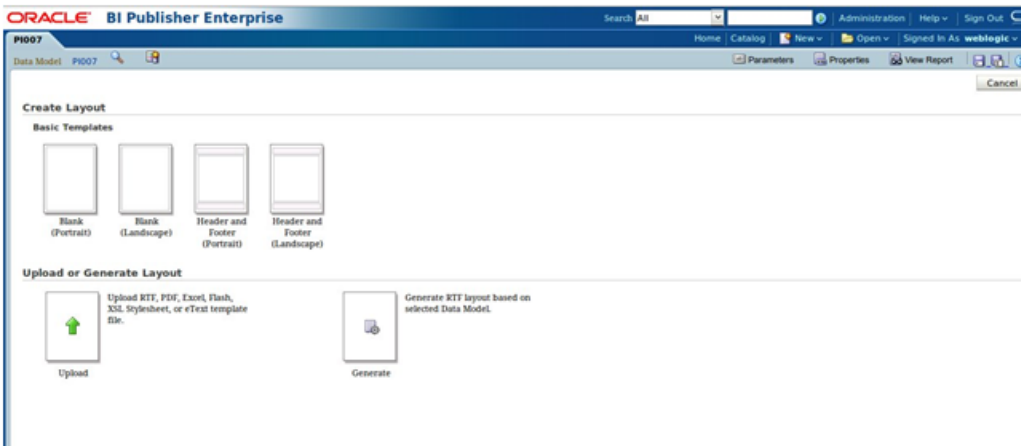 ORACLE BI Publisher Enterprise
Search All
Administration Help Sign Out
PI007
Home Catalog New Open Signed In As weblogic
Data Model PI007
Parameters Properties View Report
Cancel
Create Layout
Basic Templates
Blank (Portrait)
Blank (Landscape)
Header and Footer (Portrait)
Header and Footer (Landscape)
Upload or Generate Layout
Upload RTF, PDF, Excel, Flash,
XSL Stylesheet, or eText template
file.
Upload
Generate RTF layout based on
selected Data Model.
Generate